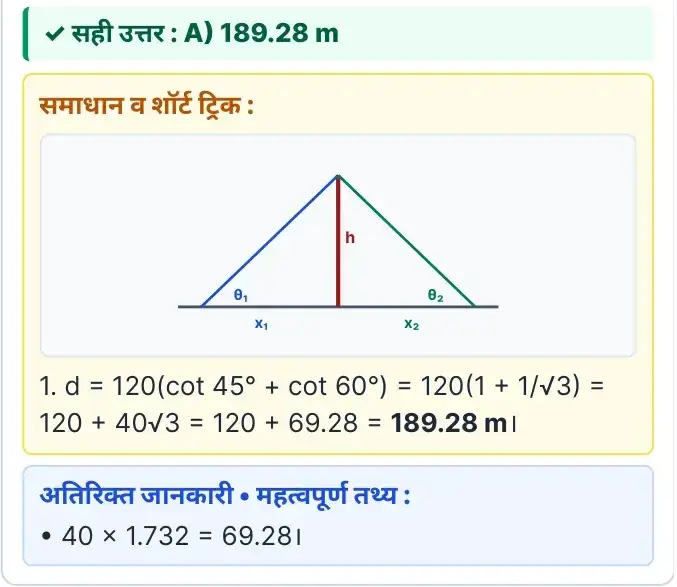 ✓ सही उत्तर : A) 189.28 m
समाधान व शॉर्ट ट्रिक :
h
θ₁
θ₂
x₁
x₂
1. d = 120(cot 45° + cot 60°) = 120(1 + 1/√3) =
120 + 40√3 = 120 + 69.28 = 189.28 m।
अतिरिक्त जानकारी • महत्वपूर्ण तथ्य :
• 40 × 1.732 = 69.28।